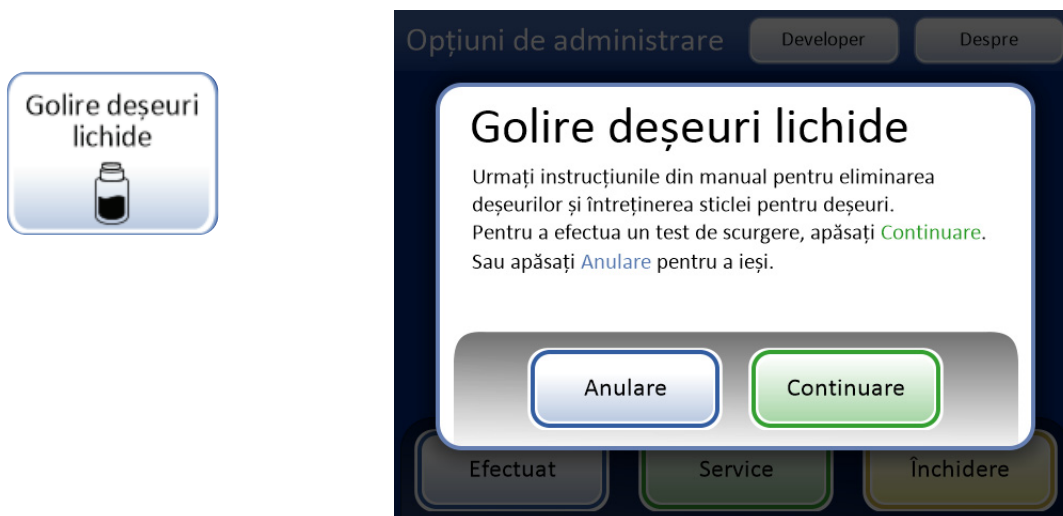 Golire deșeuri
lichide
Opțiuni de administrare
Developer
Despre
Golire deșeuri lichide
Urmați instrucțiunile din manual pentru eliminarea
deșeurilor și întreținerea sticlei pentru deșeuri.
Pentru a efectua un test de scurgere, apăsați Continuare.
Sau apăsați Anulare pentru a ieși.
Anulare
Continuare
Efectuat
Service
Închidere